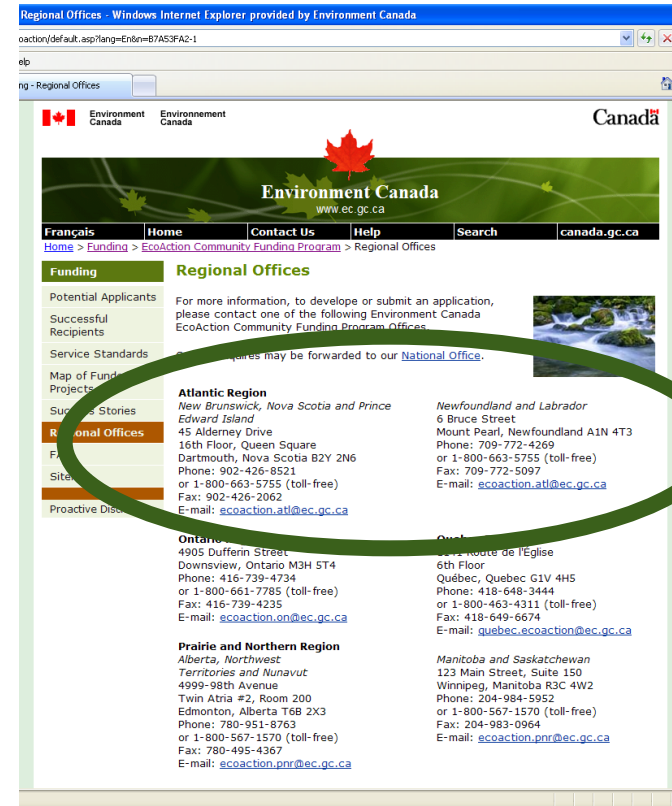 Regional Offices - Windows Internet Explorer provided by Environment Canada
oaction/default.asp?lang=En&n=B7A53FA2-1
elp
ng - Regional Offices
Environment Canada
Environnement Canada
Canada
Environment Canada
www.ec.gc.ca
Français Home Contact Us Help Search canada.gc.ca
Home > Funding > EcoAction Community Funding Program > Regional Offices
Funding
Potential Applicants
Successful
Recipients
Service Standards
Map of Funded
Projects
Success Stories
Regional Offices
Proactive
Regional Offices
For more information, to develope or submit an application,
please contact one of the following Environment Canada
EcoAction Community Funding Program Offices.
may be forwarded to our National Office.
Atlantic Region
New Brunswick, Nova Scotia and Prince
Edward Island
45 Alderney Drive
16th Floor, Queen Square
Dartmouth, Nova Scotia B2Y 2N6
Phone: 902-426-8521
or 1-800-663-5755 (toll-free)
Fax: 902-426-2062
E-mail: ecoaction.atl@ec.gc.ca
Newfoundland and Labrador
6 Bruce Street
Mount Pearl, Newfoundland A1N 4T3
Phone: 709-772-4269
or 1-800-663-5755 (toll-free)
Fax: 709-772-5097
E-mail: ecoaction.atl@ec.gc.ca
Ontario
4905 Dufferin Street
Downsview, Ontario M3H 5T4
Phone: 416-739-4734
or 1-800-661-7785 (toll-free)
Fax: 416-739-4235
E-mail: ecoaction.on@ec.gc.ca
Route de l'Église
6th Floor
Québec, Quebec G1V 4H5
Phone: 418-648-3444
or 1-800-463-4311 (toll-free)
Fax: 418-649-6674
E-mail: quebec.ecoaction@ec.gc.ca
Prairie and Northern Region
Alberta, Northwest
Territories and Nunavut
4999-98th Avenue
Twin Atria #2, Room 200
Edmonton, Alberta T6B 2X3
Phone: 780-951-8763
or 1-800-567-1570 (toll-free)
Fax: 780-495-4367
E-mail: ecoaction.pnr@ec.gc.ca
Manitoba and Saskatchewan
123 Main Street, Suite 150
Winnipeg, Manitoba R3C 4W2
Phone: 204-984-5952
or 1-800-567-1570 (toll-free)
Fax: 204-983-0964
E-mail: ecoaction.pnr@ec.gc.ca